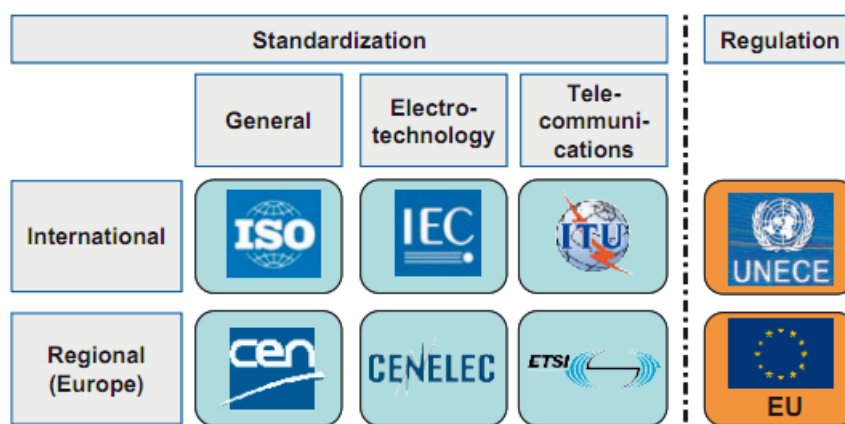 Standardization
Regulation
General
Electro-
technology
Tele-
communi-
cations
International
ISO
IEC
ITU
UNECE
Regional
(Europe)
cen
CENELEC
ETSI
EU